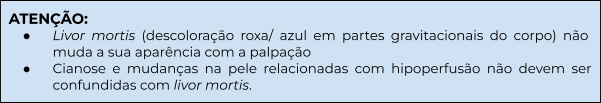 ATENÇÃO:
● Livor mortis (descoloração roxa/ azul em partes gravitacionais do corpo) não
muda a sua aparência com a palpação
● Cianose e mudanças na pele relacionadas com hipoperfusão não devem ser
confundidas com livor mortis.